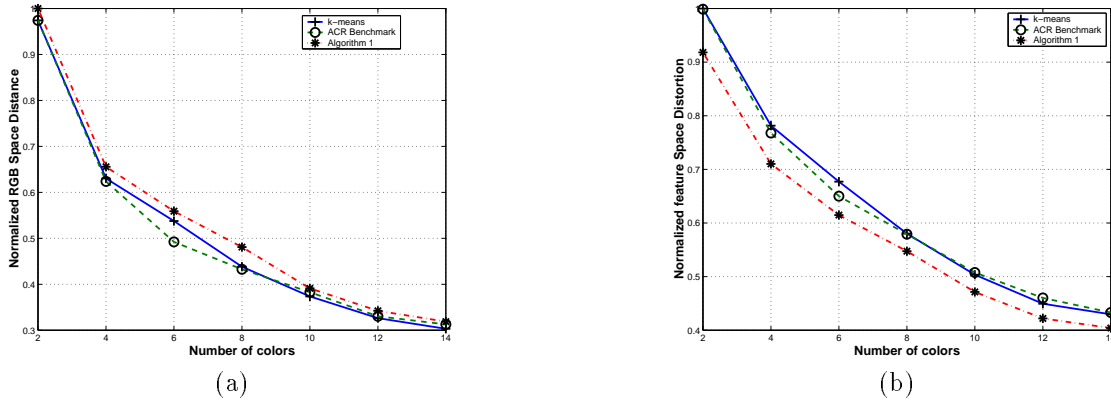 k-means
ACR Benchmark
Algorithm 1
Normalized RGB Space Distance
1
0.9
0.8
0.7
0.6
0.5
0.4
0.3
2 4 6 8 10 12 14
Number of colors
(a)
k-means
ACR Benchmark
Algorithm 1
Normalized feature Space Distortion
1
0.9
0.8
0.7
0.6
0.5
0.4
2 4 6 8 10 12 14
Number of colors
(b)